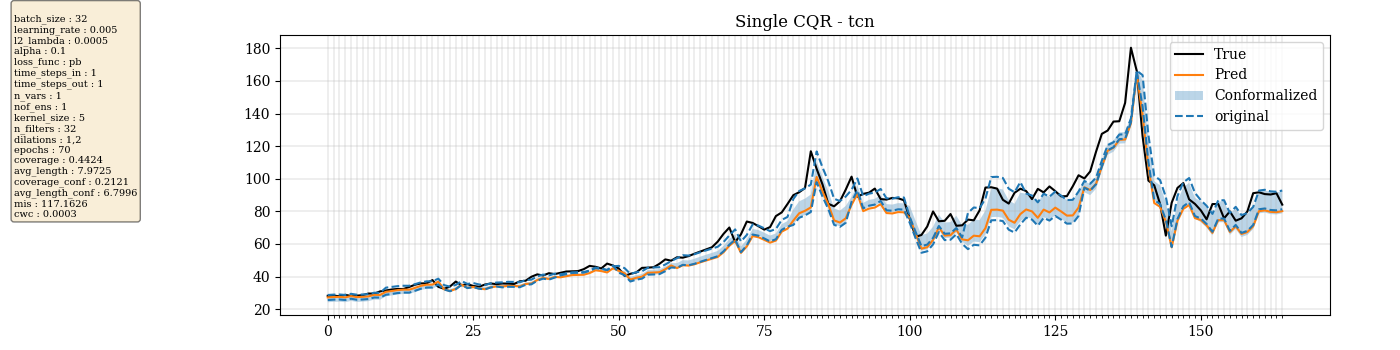 batch_size : 32
learning_rate : 0.005
l2_lambda : 0.0005
alpha : 0.1
loss_func : pb
time_steps_in : 1
time_steps_out : 1
n_vars : 1
nof_ens : 1
kernel_size : 5
n_filters : 32
dilations : 1,2
epochs : 70
coverage : 0.4424
avg_length : 7.9725
coverage_conf : 0.2121
avg_length_conf : 6.7996
mis : 117.1626
cwc : 0.0003
Single CQR - tcn
180
160
140
120
100
80
60
40
20
0 25 50 75 100 125 150
True
Pred
Conformalized
original